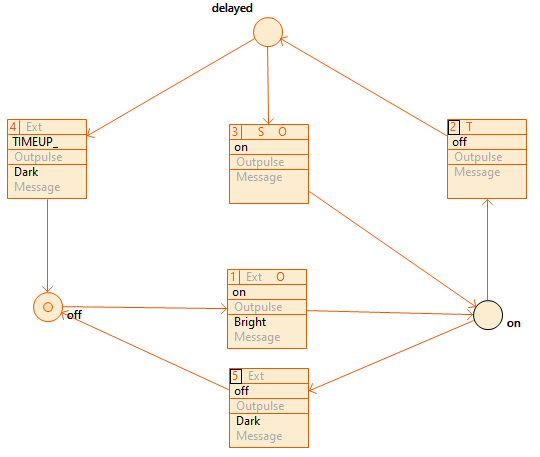 delayed
4 Ext
TIMEUP_
Outpulse
Dark
Message
3 S O
on
Outpulse
Message
2 T
off
Outpulse
Message
off
1 Ext O
on
Outpulse
Bright
Message
on
5 Ext
off
Outpulse
Dark
Message